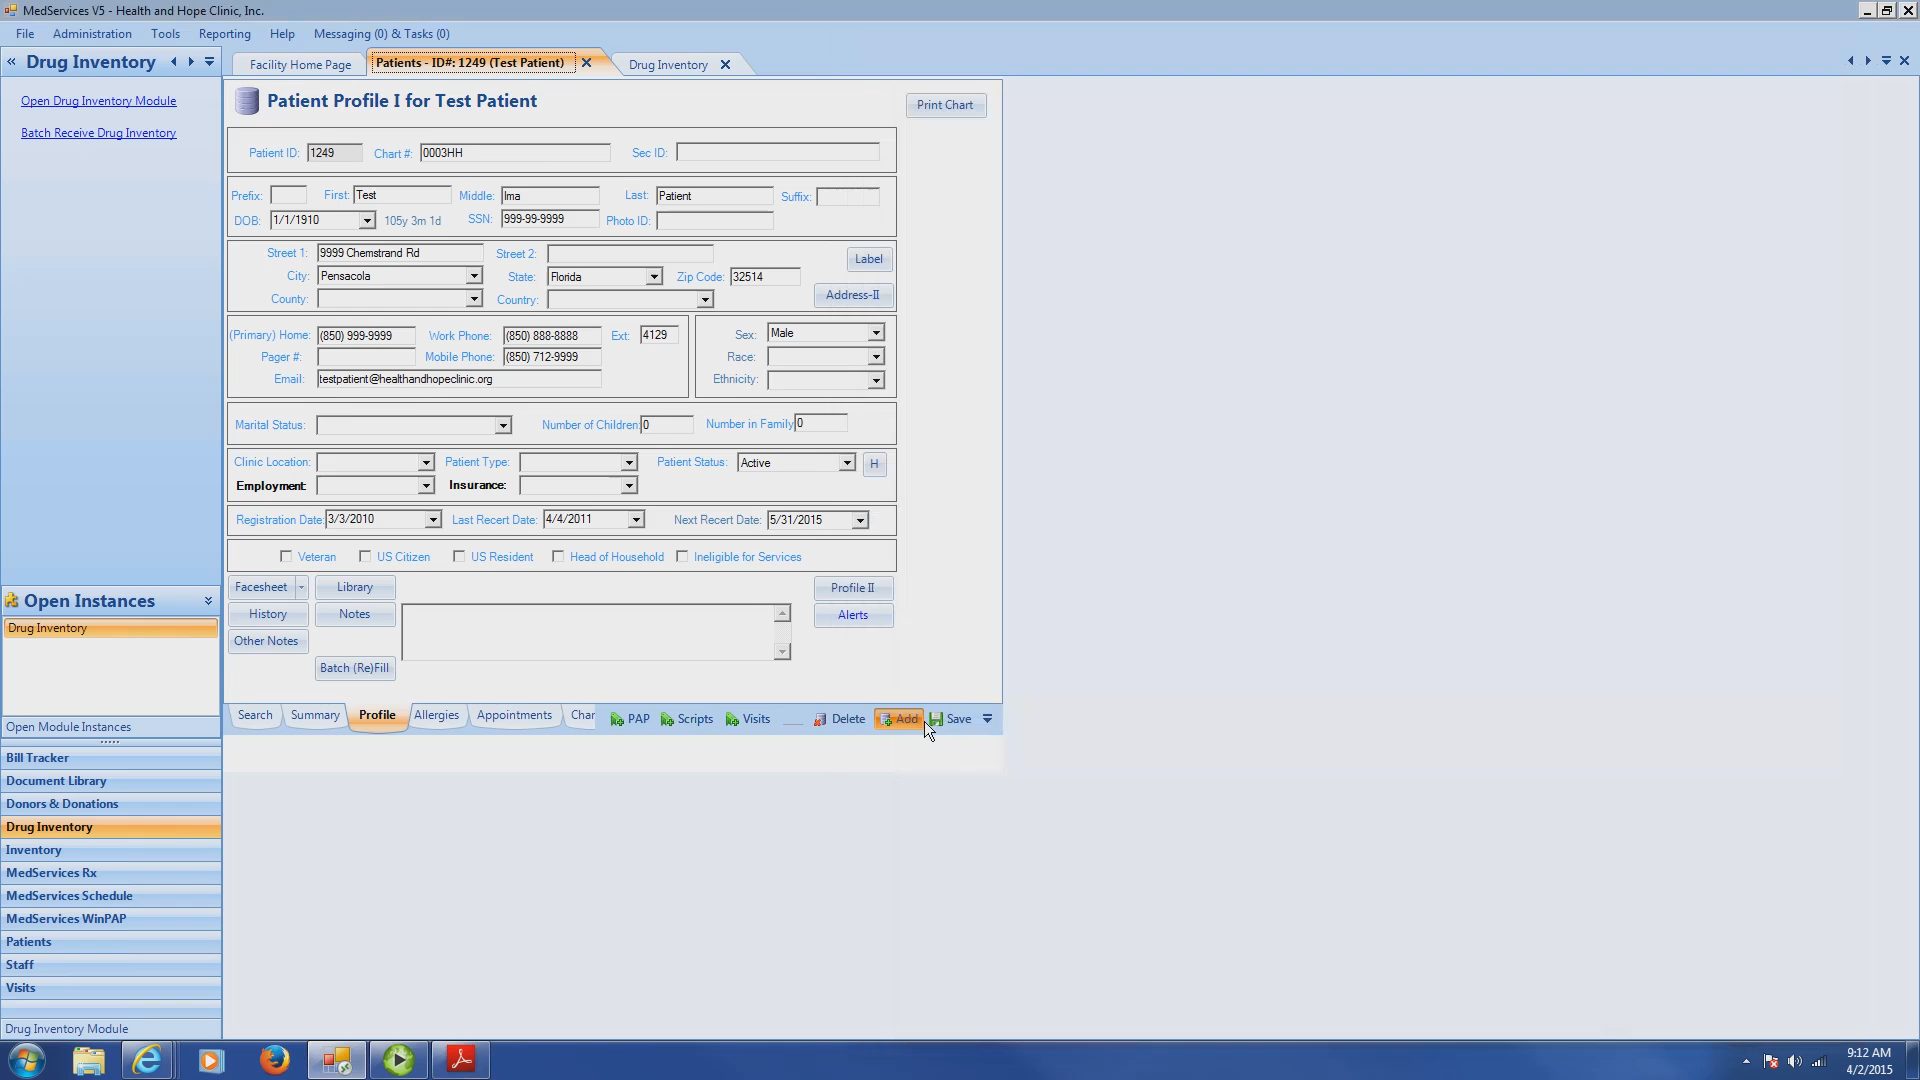 MedServices V5 - Health and Hope Clinic, Inc.
File Administration Tools Reporting Help Messaging (0) & Tasks (0)
Drug Inventory
Facility Home Page Patients - ID#: 1249 (Test Patient) Drug Inventory
Open Drug Inventory Module
Batch Receive Drug Inventory
Patient Profile I for Test Patient Print Chart
Patient ID: 1249 Chart #: 0003HH Sec ID:
Prefix: First: Test Middle: Ima Last: Patient Suffix:
DOB: 1/1/1910 105y 3m 1d SSN: 999-99-9999 Photo ID:
Street 1: 9999 Chemstrand Rd Street 2: Label
City: Pensacola State: Florida Zip Code: 32514
County: Country: Address-II
(Primary) Home: (850) 999-9999 Work Phone: (850) 888-8888 Ext: 4129 Sex: Male
Pager #: Mobile Phone: (850) 712-9999 Race:
Email: testpatient@healthandhopeclinic.org Ethnicity:
Marital Status: Number of Children: 0 Number in Family 0
Clinic Location: Patient Type: Patient Status: Active H
Employment: Insurance:
Registration Date: 3/3/2010 Last Recert Date: 4/4/2011 Next Recert Date: 5/31/2015
Veteran US Citizen US Resident Head of Household Ineligible for Services
Facesheet Library Profile II
History Notes Alerts
Other Notes
Batch (Re)Fill
Search Summary Profile Allergies Appointments Char PAP Scripts Visits Delete Add Save
Open Instances
Drug Inventory
Open Module Instances
Bill Tracker
Document Library
Donors & Donations
Drug Inventory
Inventory
MedServices Rx
MedServices Schedule
MedServices WinPAP
Patients
Staff
Visits
Drug Inventory Module
9:12 AM
4/2/2015